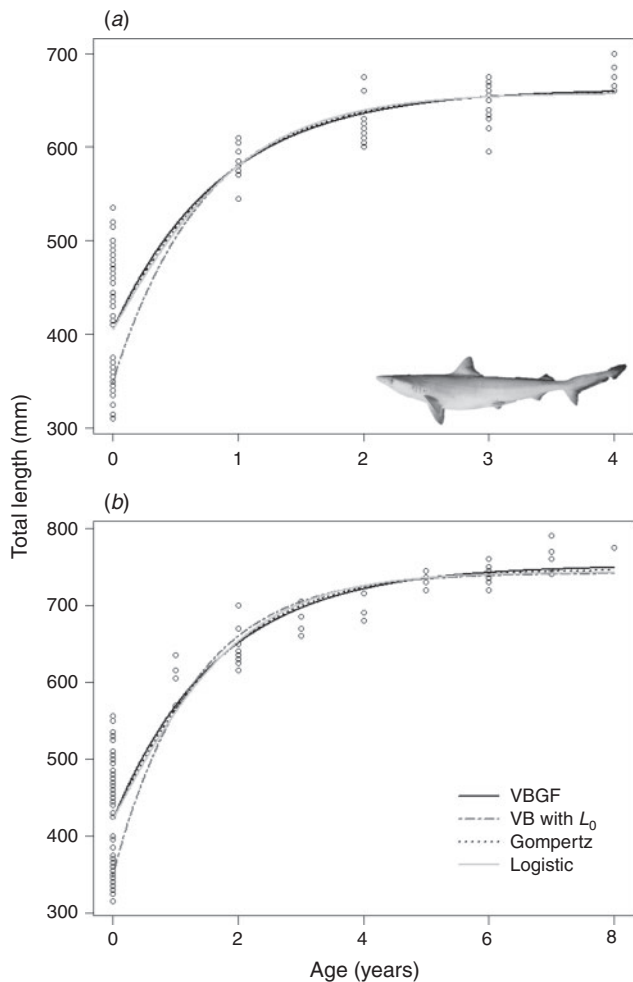 (a)
700
600
500
400
300
0 1 2 3 4
Total length (mm)
(b)
800
700
600
500
400
300
VBGF
VB with L0
Gompertz
Logistic
0 2 4 6 8
Age (years)